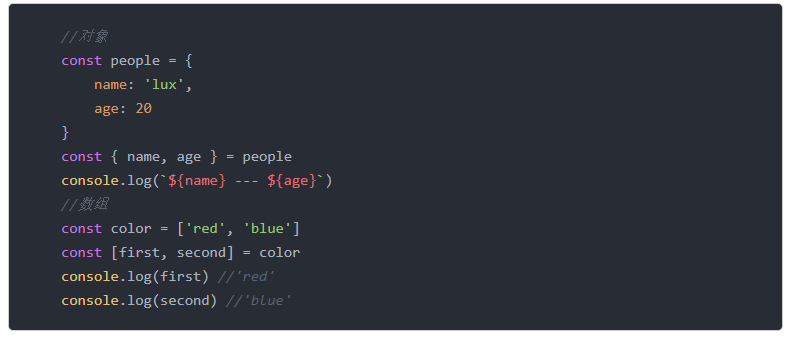 //对象
const people = {
    name: 'lux',
    age: 20
}
const { name, age } = people
console.log(`${name} --- ${age}`)
//数组
const color = ['red', 'blue']
const [first, second] = color
console.log(first) //'red'
console.log(second) //'blue'